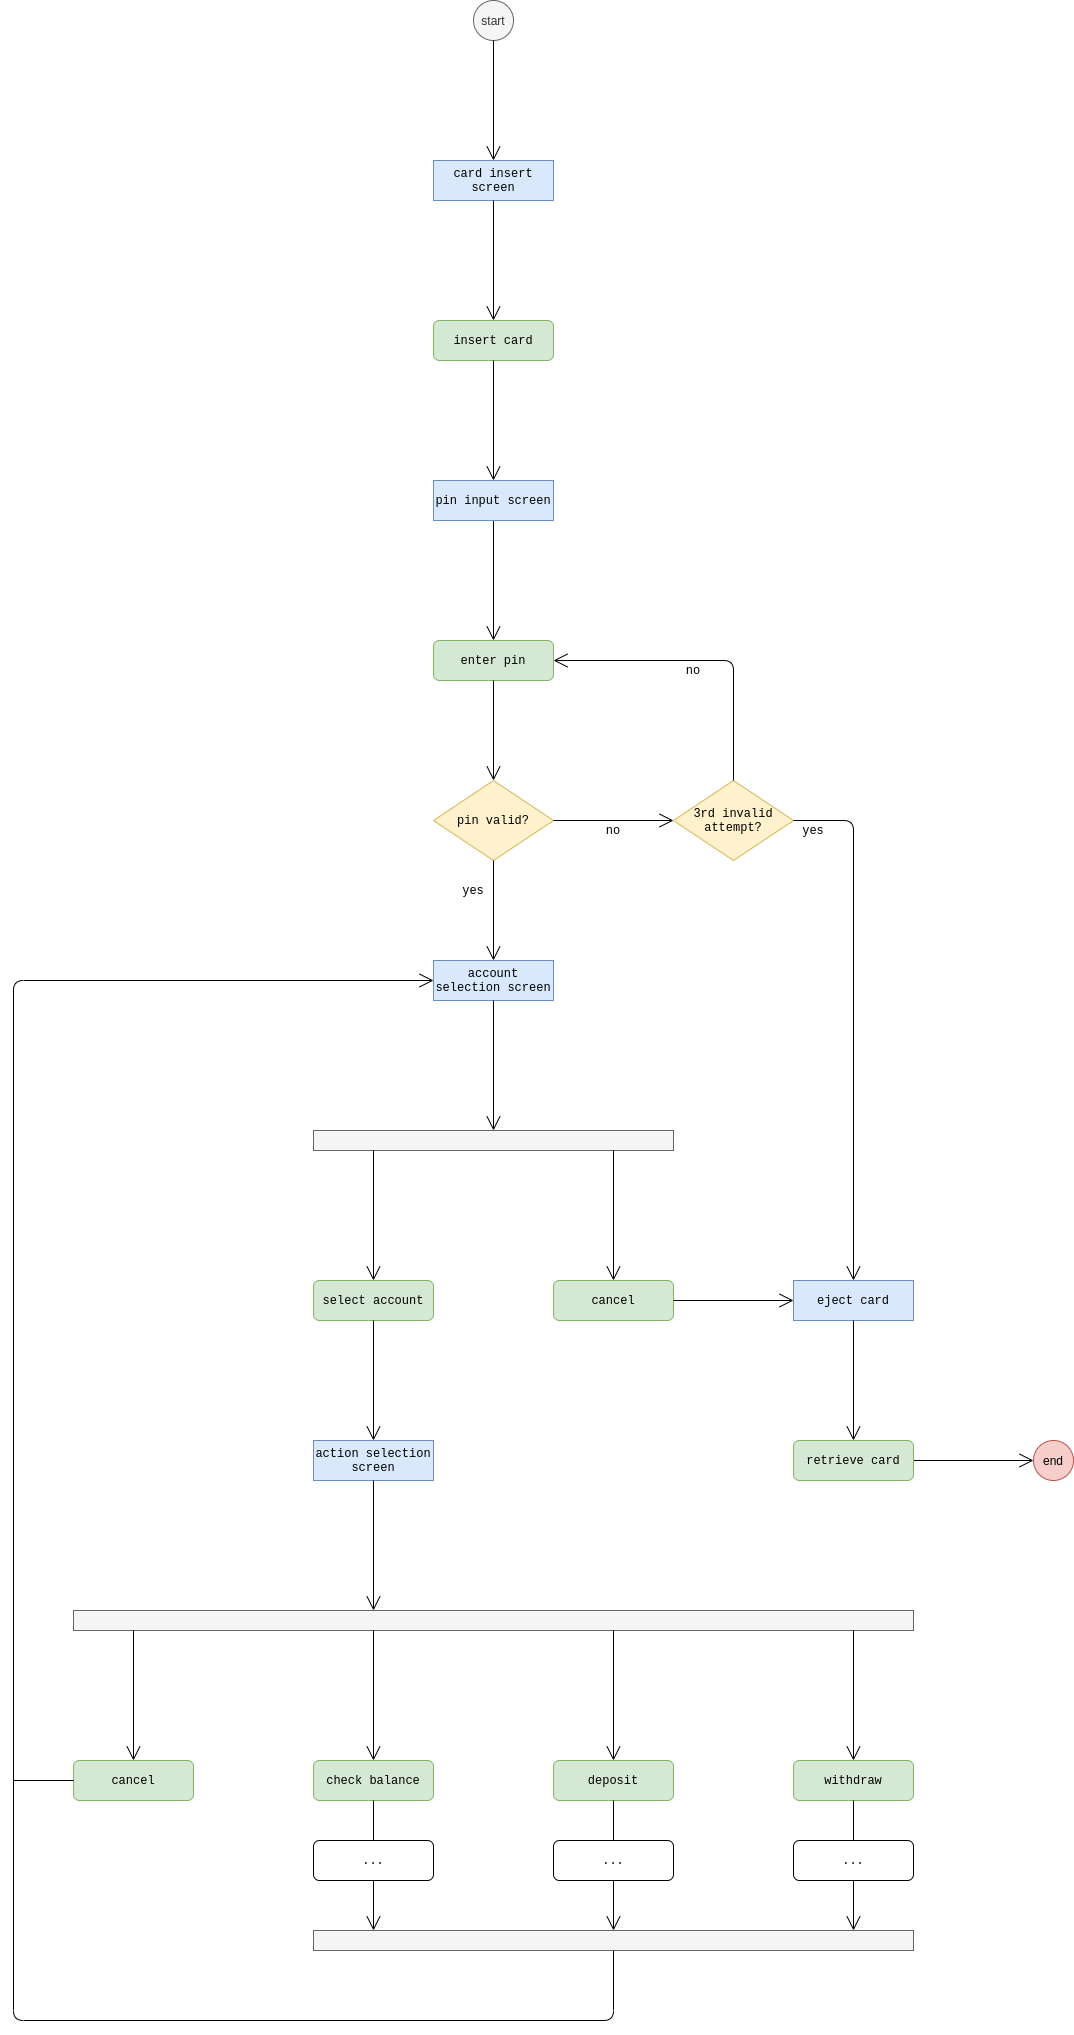 start
card insert
screen
insert card
pin input screen
enter pin
no
pin valid?
no
3rd invalid
attempt?
yes
yes
account
selection screen
select account
cancel
eject card
action selection
screen
retrieve card
end
cancel
check balance
deposit
withdraw
...
...
...